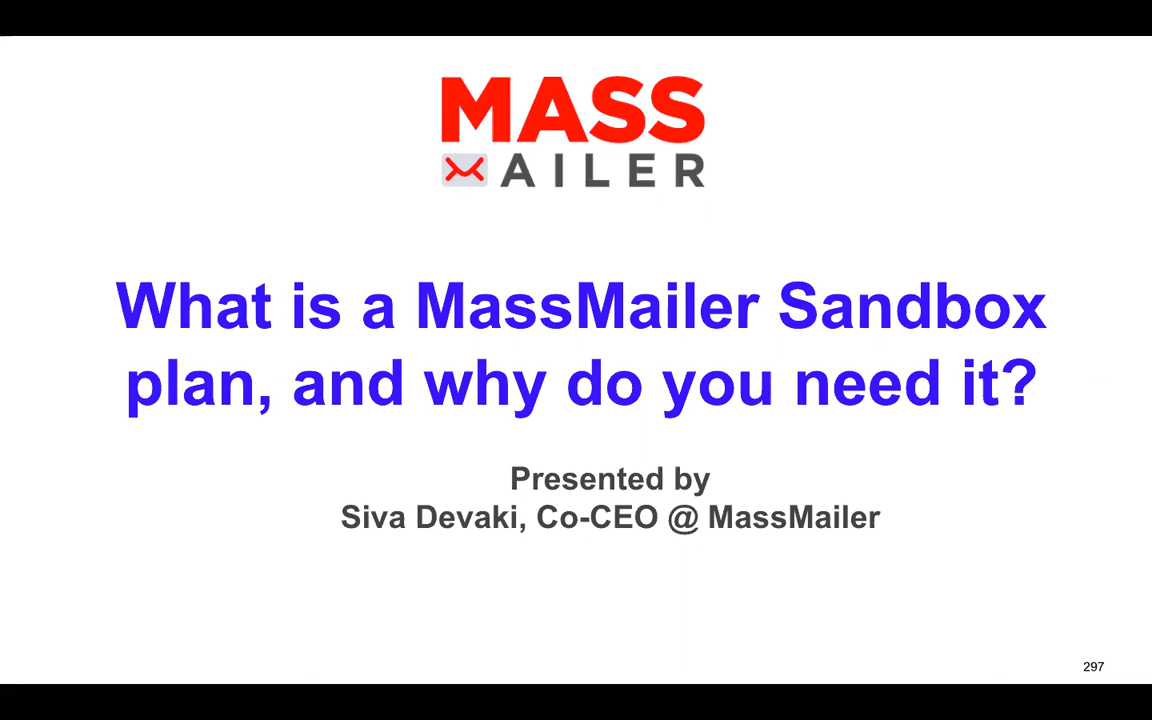 MASS
AILER
What is a MassMailer Sandbox
plan, and why do you need it?
Presented by
Siva Devaki, Co-CEO @ MassMailer
297